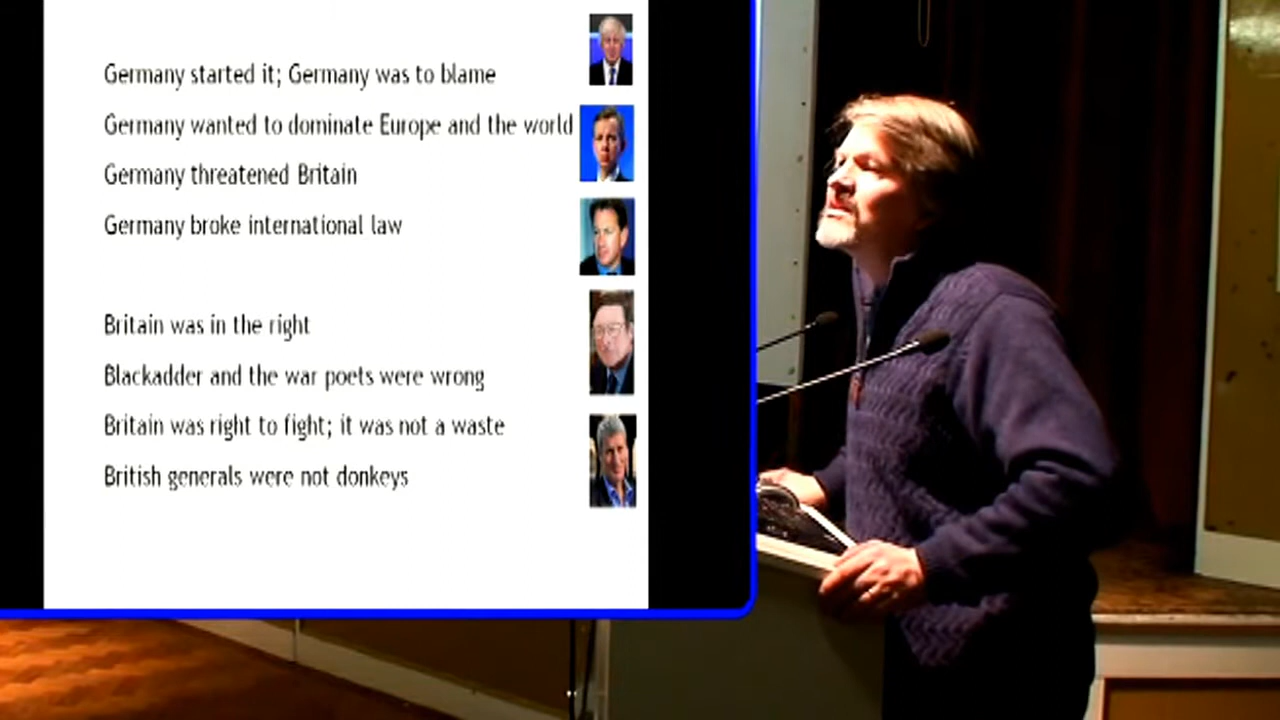 Germany started it; Germany was to blame
Germany wanted to dominate Europe and the world
Germany threatened Britain
Germany broke international law
Britain was in the right
Blackadder and the war poets were wrong
Britain was right to fight; it was not a waste
British generals were not donkeys